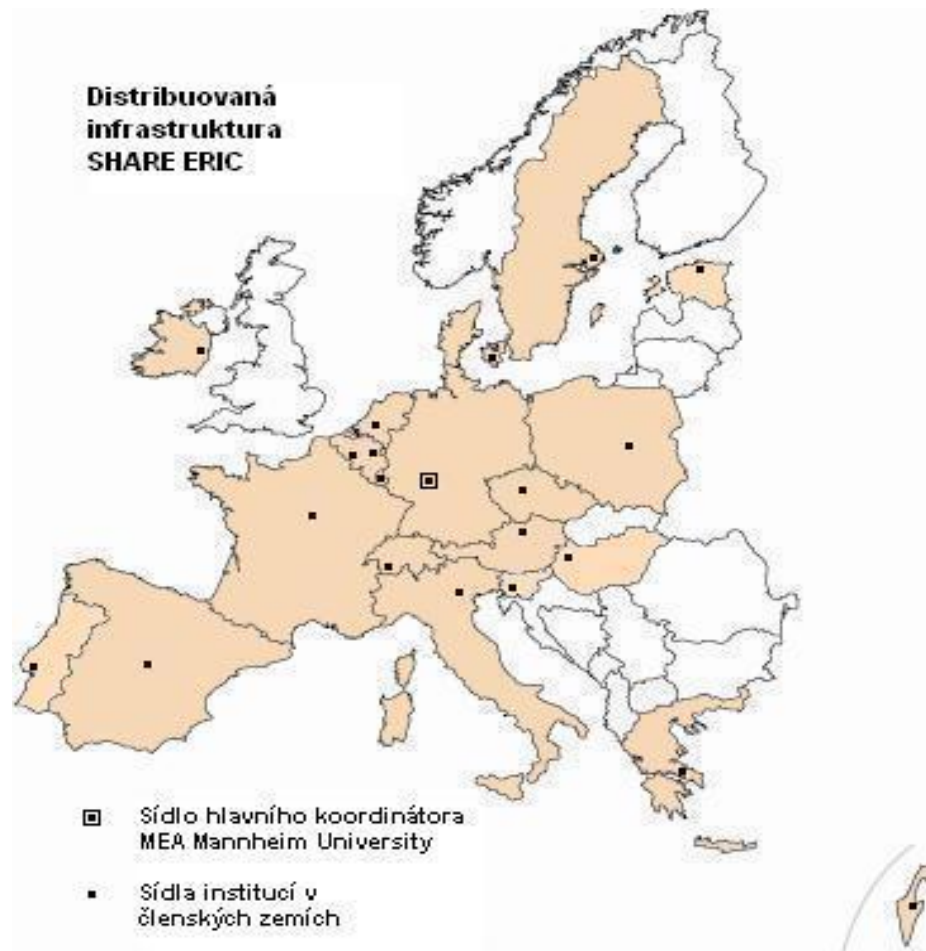 Distribuovaná
infrastruktura
SHARE ERIC
Sídlo hlavního koordinátora
MEA Mannheim University
Sídla institucí v
členských zemích